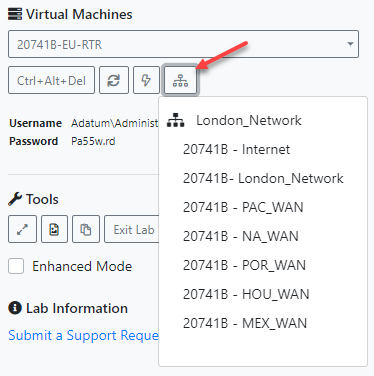 Virtual Machines
20741B-EU-RTR
Ctrl+Alt+Del
London_Network
Username Adatum\Adminis
Password Pa55w.rd
20741B - Internet
20741B- London_Network
20741B - PAC_WAN
20741B - NA_WAN
20741B - POR_WAN
20741B - HOU_WAN
20741B - MEX_WAN
Tools
Exit Lab
Enhanced Mode
Lab Information
Submit a Support Reque